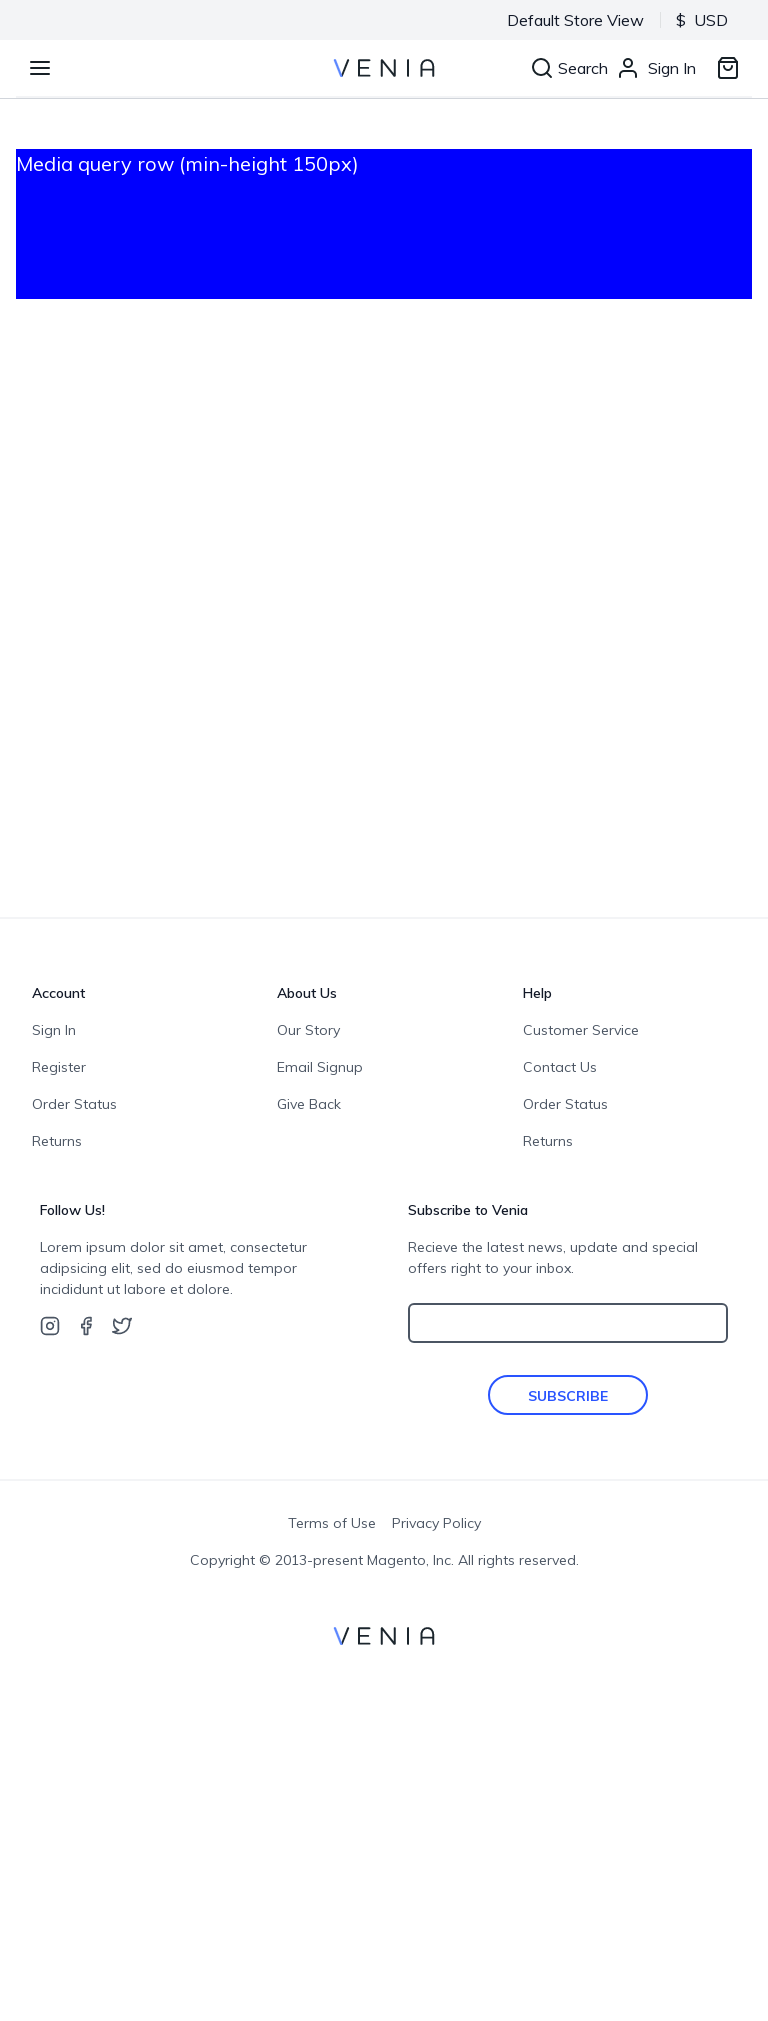 Default Store View $ USD
VENIA Search Sign In
Media query row (min-height 150px)
Account
Sign In
Register
Order Status
Returns
About Us
Our Story
Email Signup
Give Back
Help
Customer Service
Contact Us
Order Status
Returns
Follow Us!
Lorem ipsum dolor sit amet, consectetur
adipsicing elit, sed do eiusmod tempor
incididunt ut labore et dolore.
Subscribe to Venia
Recieve the latest news, update and special
offers right to your inbox.
SUBSCRIBE
Terms of Use Privacy Policy
Copyright © 2013-present Magento, Inc. All rights reserved.
VENIA